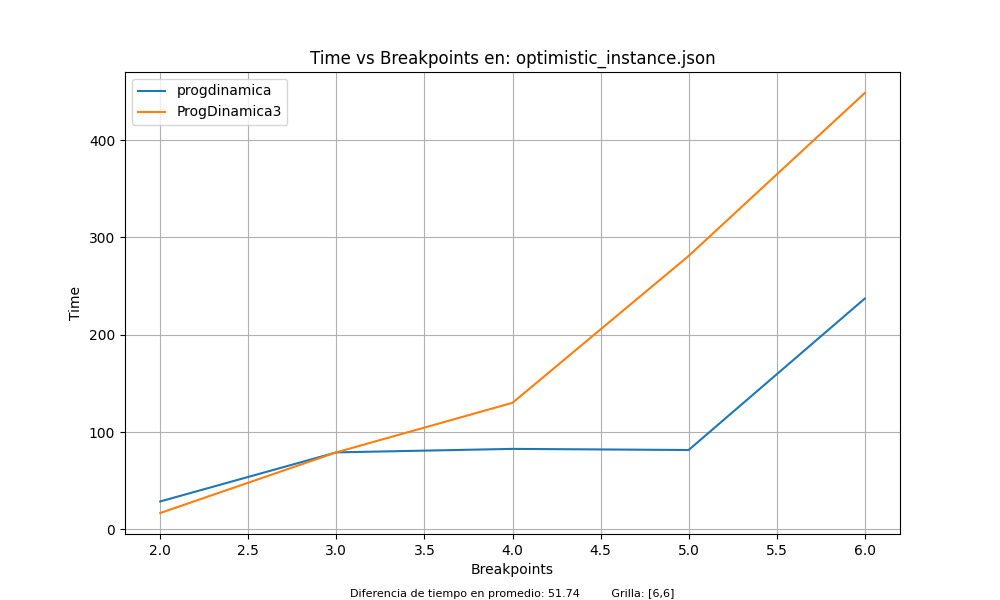 Time vs Breakpoints en: optimistic_instance.json
progdinamica
ProgDinamica3
400
300
200
100
0
Time
2.0 2.5 3.0 3.5 4.0 4.5 5.0 5.5 6.0
Breakpoints
Diferencia de tiempo en promedio: 51.74 Grilla: [6,6]